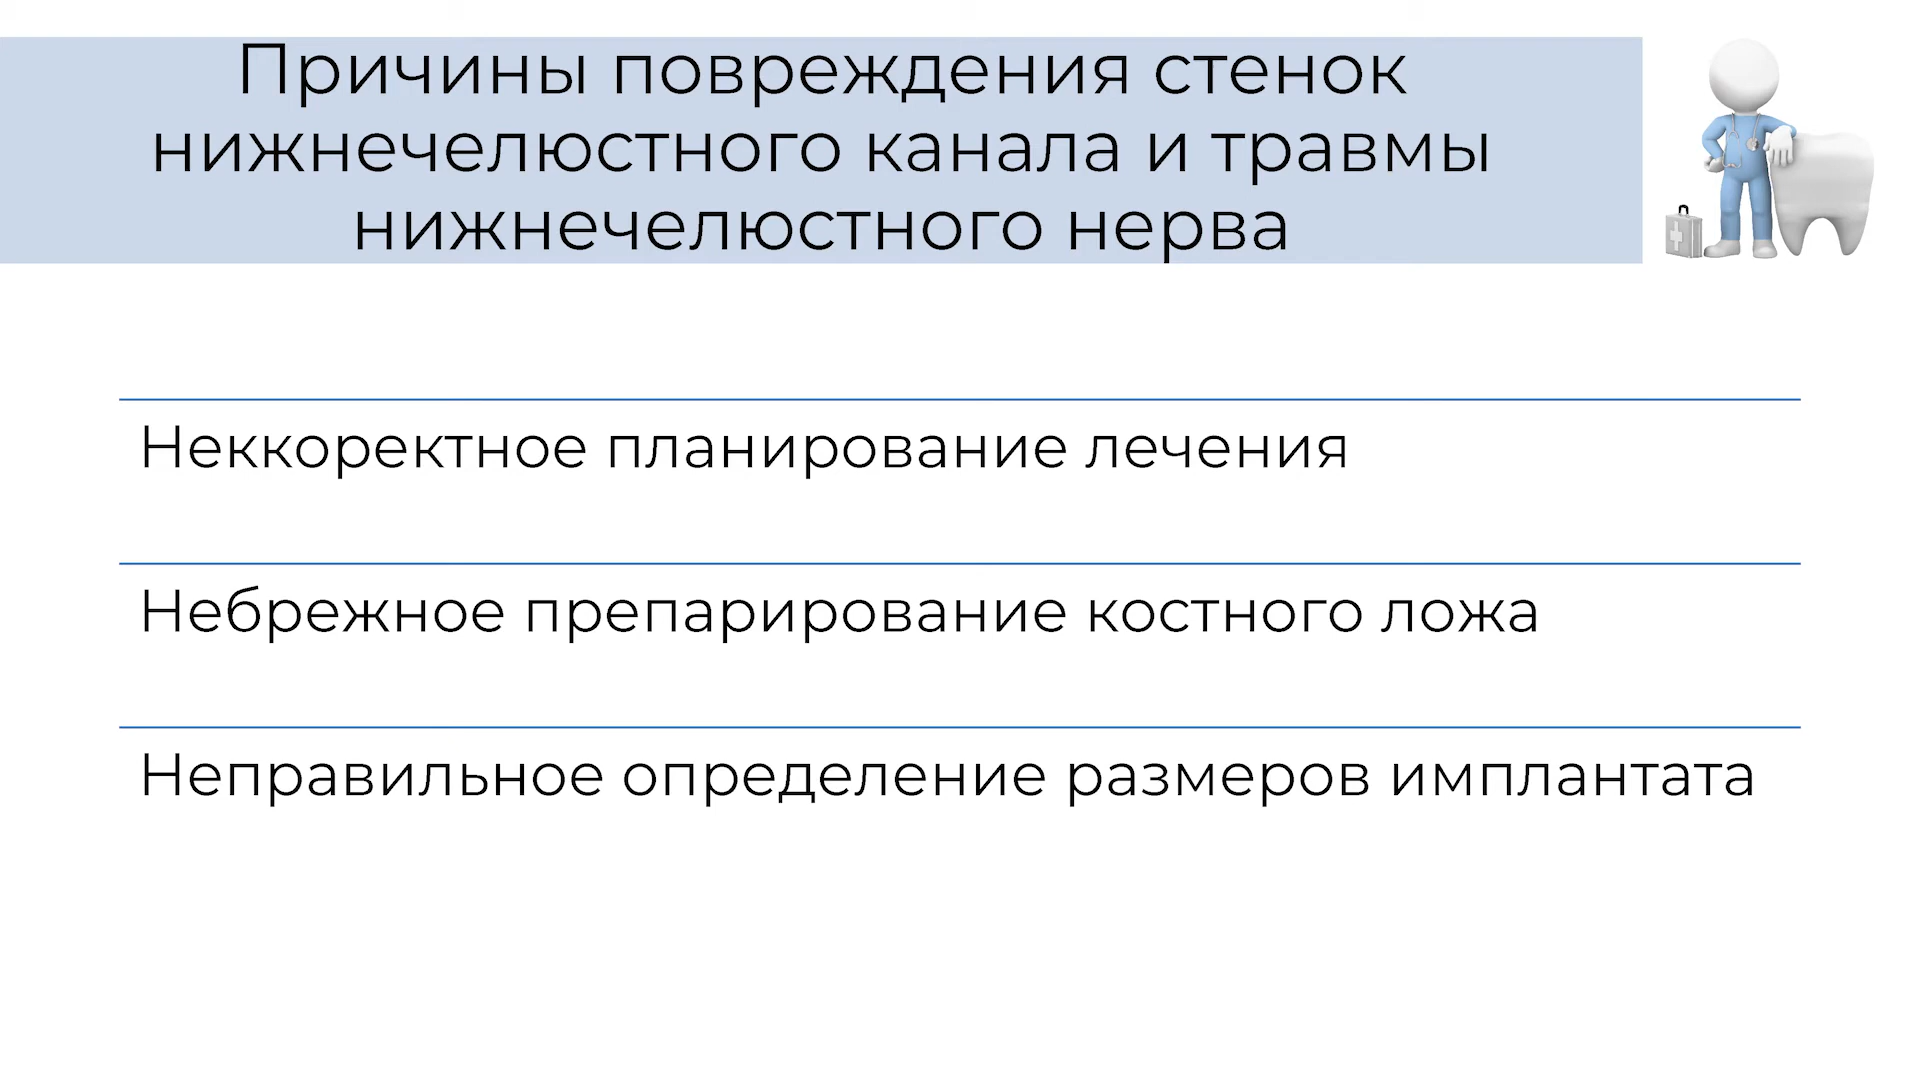 Причины повреждения стенок
нижнечелюстного канала и травмы
нижнечелюстного нерва
Неккоректное планирование лечения
Небрежное препарирование костного ложа
Неправильное определение размеров имплантата